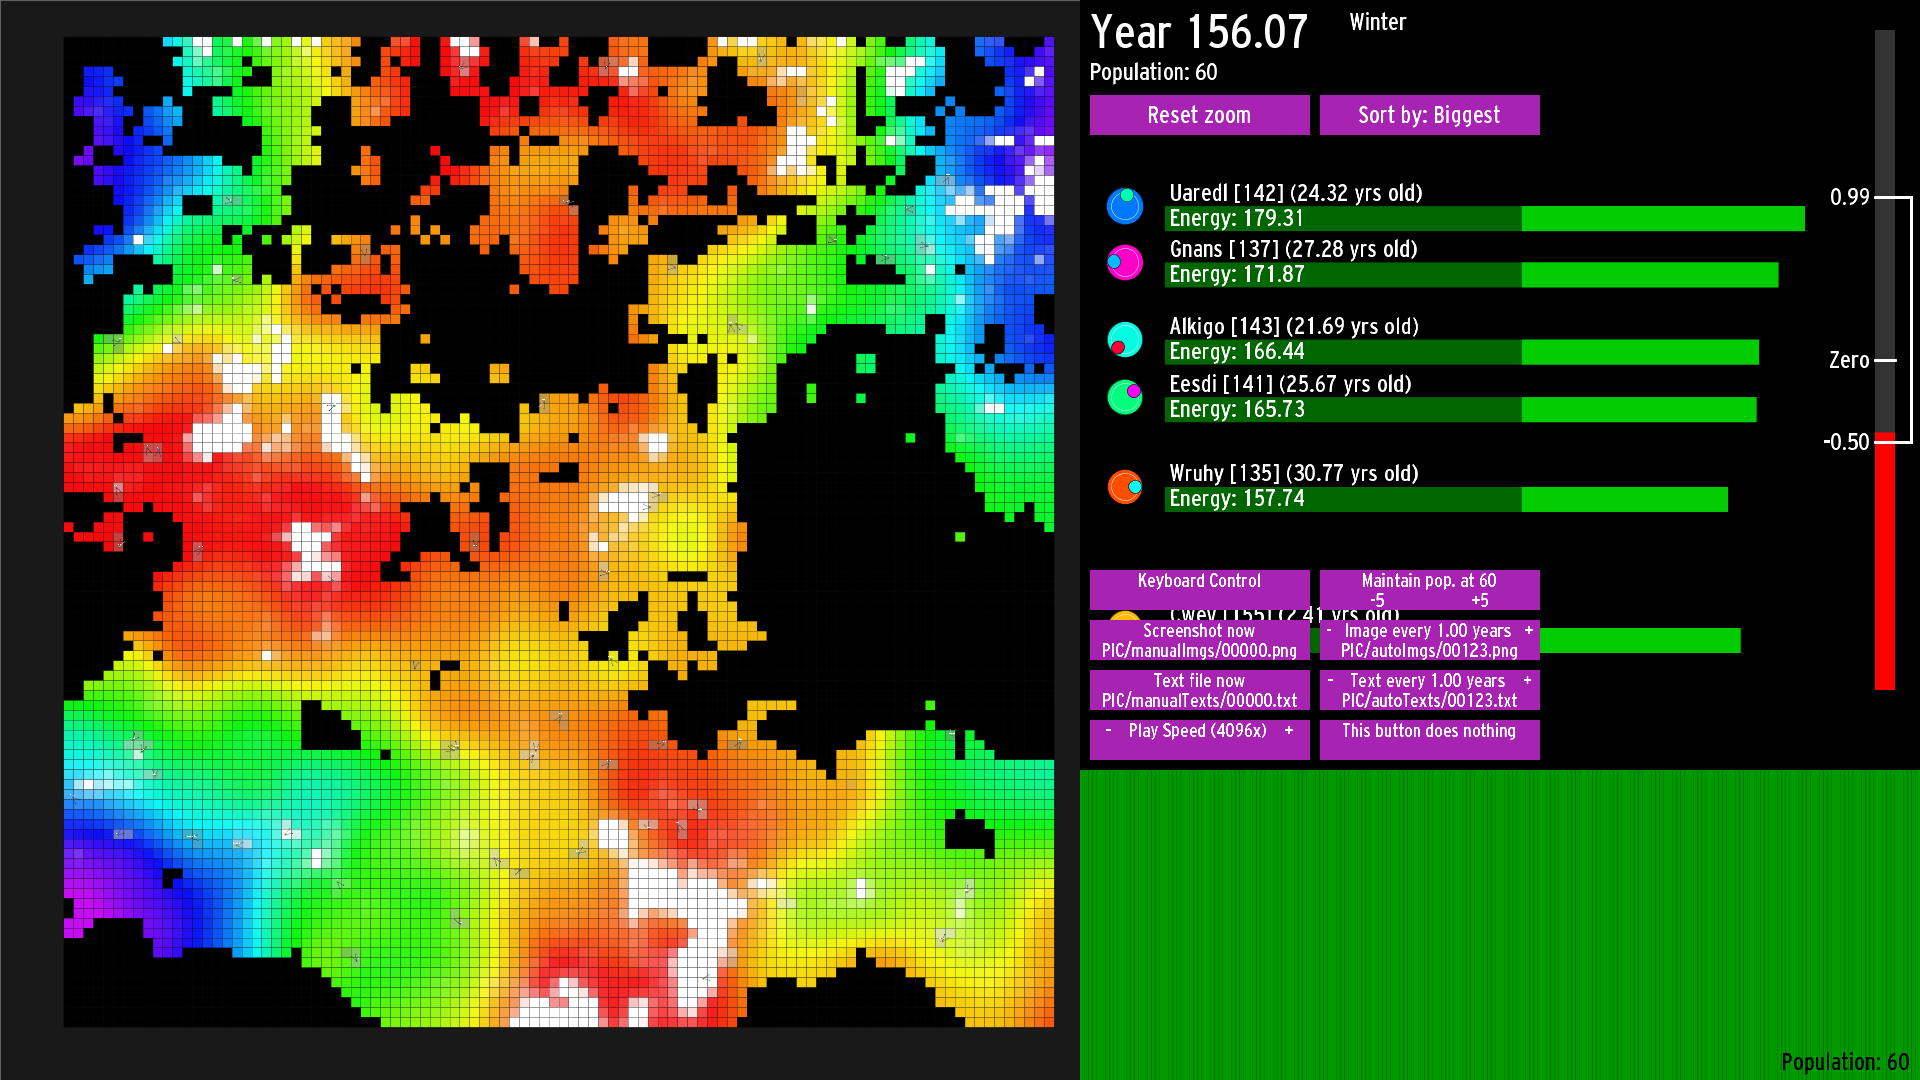 Year 156.07
Winter
Population: 60
Reset zoom
Sort by: Biggest
Uaredl [142] (24.32 yrs old)
Energy: 179.31
Gnans [137] (27.28 yrs old)
Energy: 171.87
Alkigo [143] (21.69 yrs old)
Energy: 166.44
Eesdi [141] (25.67 yrs old)
Energy: 165.73
Wruhy [135] (30.77 yrs old)
Energy: 157.74
0.99
Zero
-0.50
Keyboard Control
Maintain pop. at 60
-5 +5
Cwey [155] (2.41 yrs old)
Screenshot now
PIC/manualImgs/00000.png
- Image every 1.00 years +
PIC/autoImgs/00123.png
Text file now
PIC/manualTexts/00000.txt
- Text every 1.00 years +
PIC/autoTexts/00123.txt
- Play Speed (4096x) +
This button does nothing
Population: 60